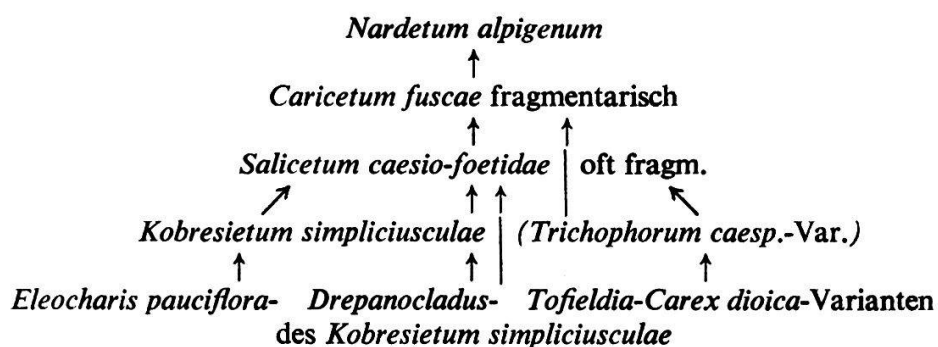 Nardetum alpigenum
Caricetum fuscae fragmentarisch
Salicetum caesio-foetidae oft fragm.
Kobresietum simpliciusculae (Trichophorum caesp.-Var.)
Eleocharis pauciflora- Drepanocladus- Tofieldia-Carex dioica-Varianten
des Kobresietum simpliciusculae